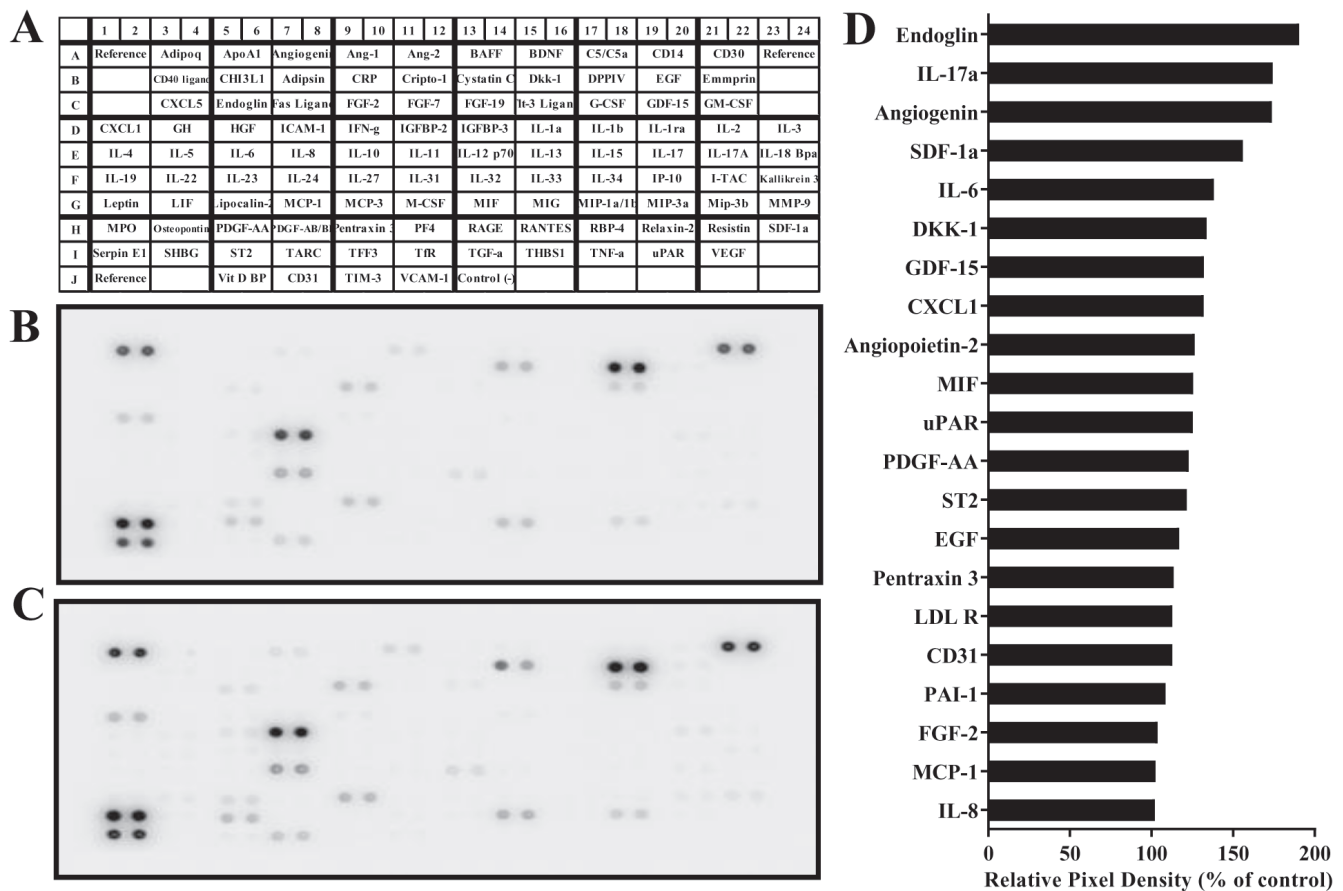 A
1 2 3 4 5 6 7 8 9 10 11 12 13 14 15 16 17 18 19 20 21 22 23 24
A Reference Adipoq ApoA1 Angiogenin Ang-1 Ang-2 BAFF BDNF C5/C5a CD14 CD30 Reference
B CD40 ligand CHI3L1 Adipsin CRP Cripto-1 Cystatin C Dkk-1 DPPIV EGF Emmprin
C CXCL5 Endoglin Fas Ligand FGF-2 FGF-7 FGF-19 lt-3 Ligan G-CSF GDF-15 GM-CSF
D CXCL1 GH HGF ICAM-1 IFN-g IGFBP-2 IGFBP-3 IL-1a IL-1b IL-1ra IL-2 IL-3
E IL-4 IL-5 IL-6 IL-8 IL-10 IL-11 IL-12 p70 IL-13 IL-15 IL-17 IL-17A IL-18 Bpa
F IL-19 IL-22 IL-23 IL-24 IL-27 IL-31 IL-32 IL-33 IL-34 IP-10 I-TAC Kallikrein 3
G Leptin LIF Lipocalin-2 MCP-1 MCP-3 M-CSF MIF MIG MIP-1a/1b MIP-3a Mip-3b MMP-9
H MPO Osteopontin PDGF-AA PDGF-AB/BB Pentraxin 3 PF4 RAGE RANTES RBP-4 Relaxin-2 Resistin SDF-1a
I Serpin E1 SHBG ST2 TARC TFF3 TfR TGF-a THBS1 TNF-a uPAR VEGF
J Reference Vit D BP CD31 TIM-3 VCAM-1 Control (-)
B
C
D
Endoglin
IL-17a
Angiogenin
SDF-1a
IL-6
DKK-1
GDF-15
CXCL1
Angiopoietin-2
MIF
uPAR
PDGF-AA
ST2
EGF
Pentraxin 3
LDL R
CD31
PAI-1
FGF-2
MCP-1
IL-8
0 50 100 150 200
Relative Pixel Density (% of control)